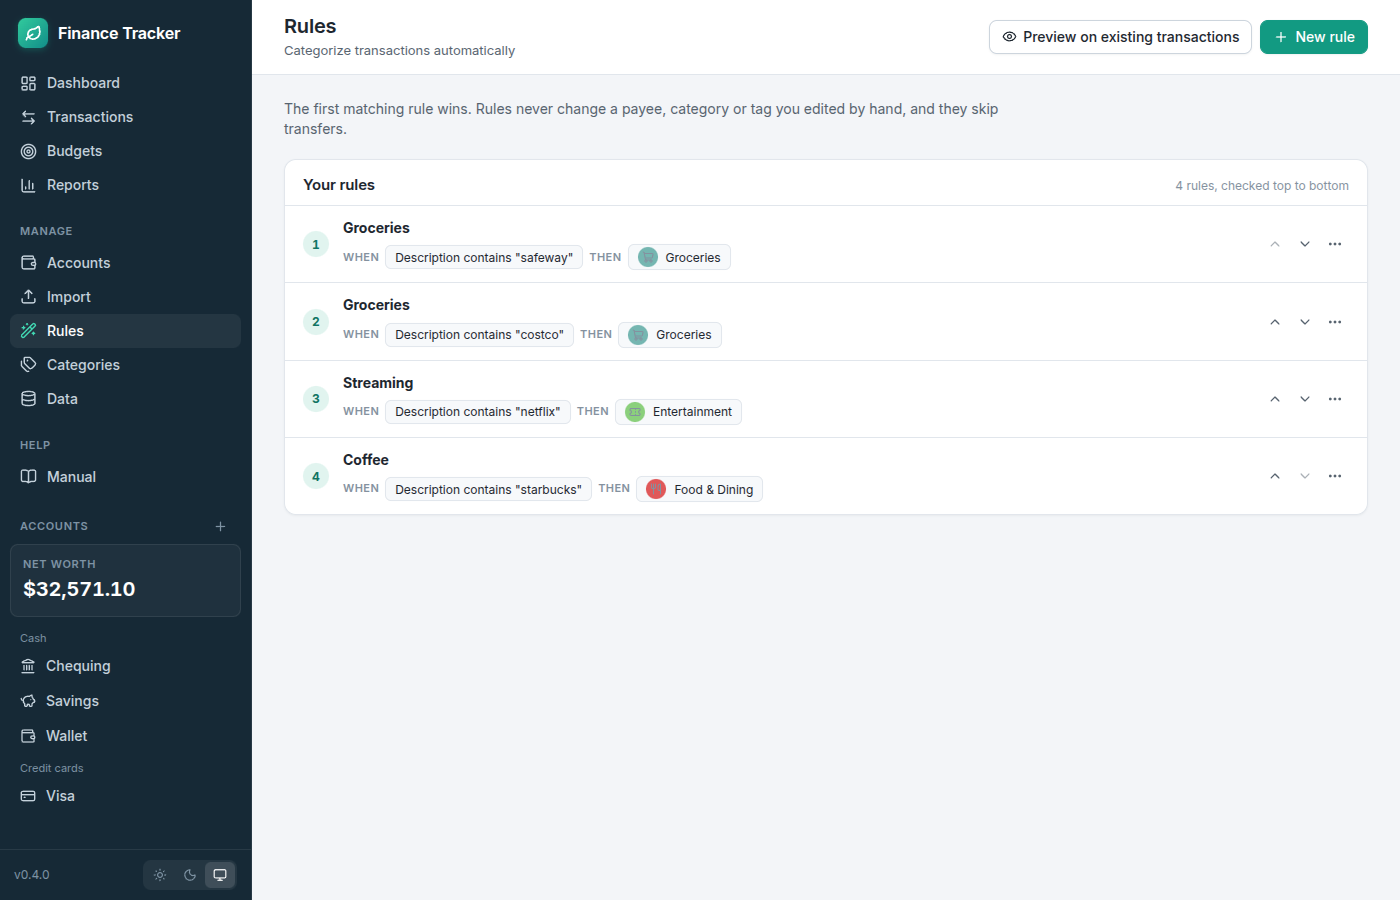 Finance Tracker
Dashboard
Transactions
Budgets
Reports
MANAGE
Accounts
Import
Rules
Categories
Data
HELP
Manual
ACCOUNTS
NET WORTH
$32,571.10
Cash
Chequing
Savings
Wallet
Credit cards
Visa
v0.4.0
Rules
Categorize transactions automatically
Preview on existing transactions
New rule
The first matching rule wins. Rules never change a payee, category or tag you edited by hand, and they skip
transfers.
Your rules
4 rules, checked top to bottom
1
Groceries
WHEN Description contains "safeway" THEN Groceries
2
Groceries
WHEN Description contains "costco" THEN Groceries
3
Streaming
WHEN Description contains "netflix" THEN Entertainment
4
Coffee
WHEN Description contains "starbucks" THEN Food & Dining